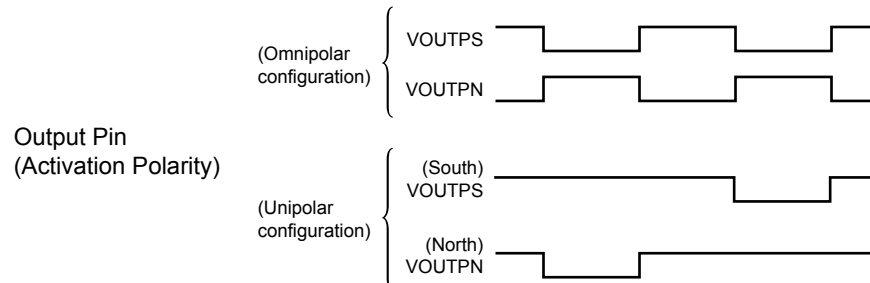 (Omnipolar
configuration)
VOUTPS
VOUTPN
Output Pin
(Activation Polarity)
(Unipolar
configuration)
(South)
VOUTPS
(North)
VOUTPN